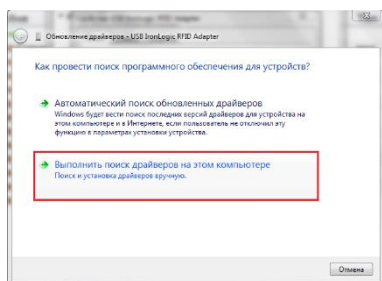 Обновление драйверов - USB IronLogic RFID Adapter
Как провести поиск программного обеспечения для устройств?
Автоматический поиск обновленных драйверов
Windows будет вести поиск последних версий драйверов для устройства на
этом компьютере и в Интернете, если пользователь не отключил эту
функцию в параметрах установки устройства.
Выполнить поиск драйверов на этом компьютере
Поиск и установка драйверов вручную.
Отмена